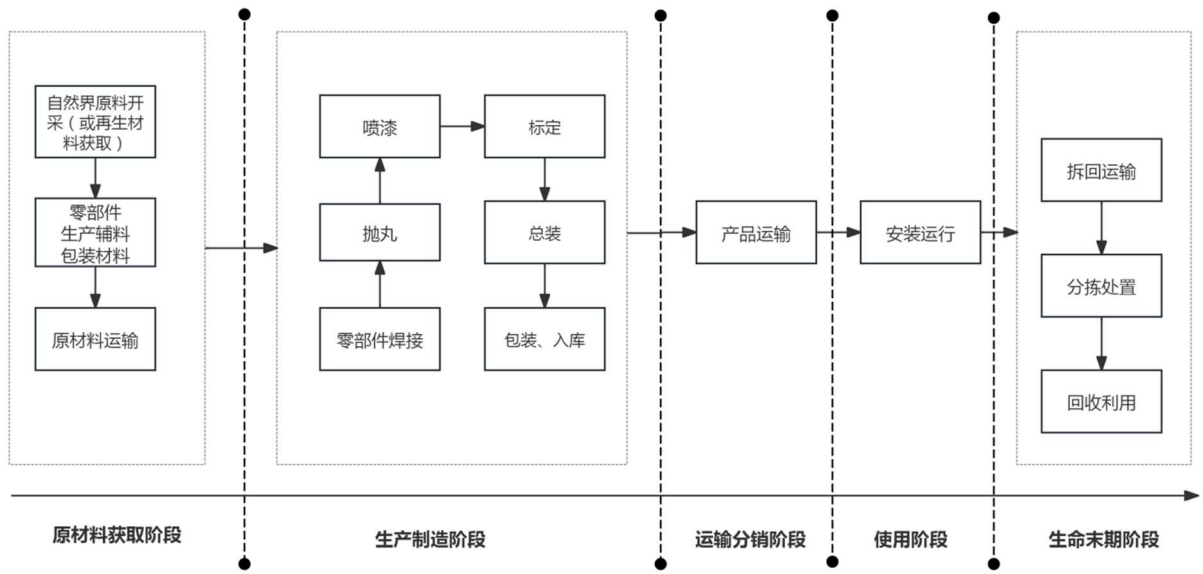 自然界原料开
采（或再生材
料获取）
零部件
生产辅料
包装材料
原材料运输
喷漆
标定
抛丸
总装
零部件焊接
包装、入库
产品运输
安装运行
拆回运输
分拣处置
回收利用
原材料获取阶段
生产制造阶段
运输分销阶段
使用阶段
生命末期阶段